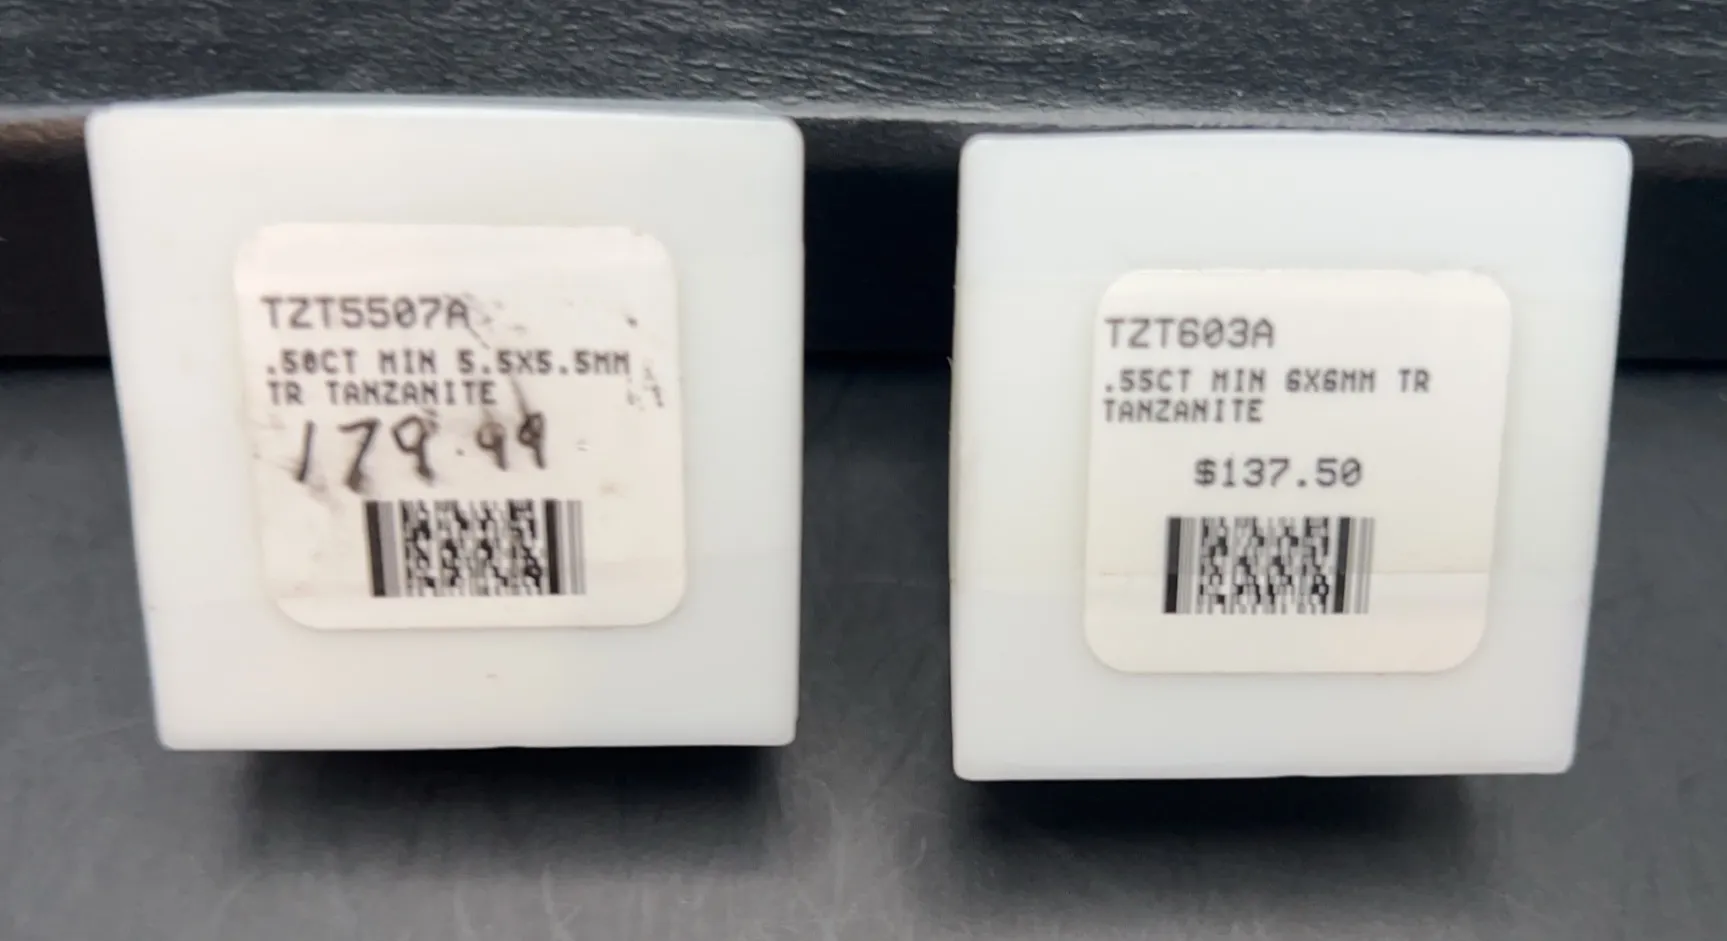 TZT5507A
.50CT MIN 5.5X5.5MM
TR TANZANITE
179.99
TZT603A
.55CT MIN 6X6MM TR
TANZANITE
$137.50